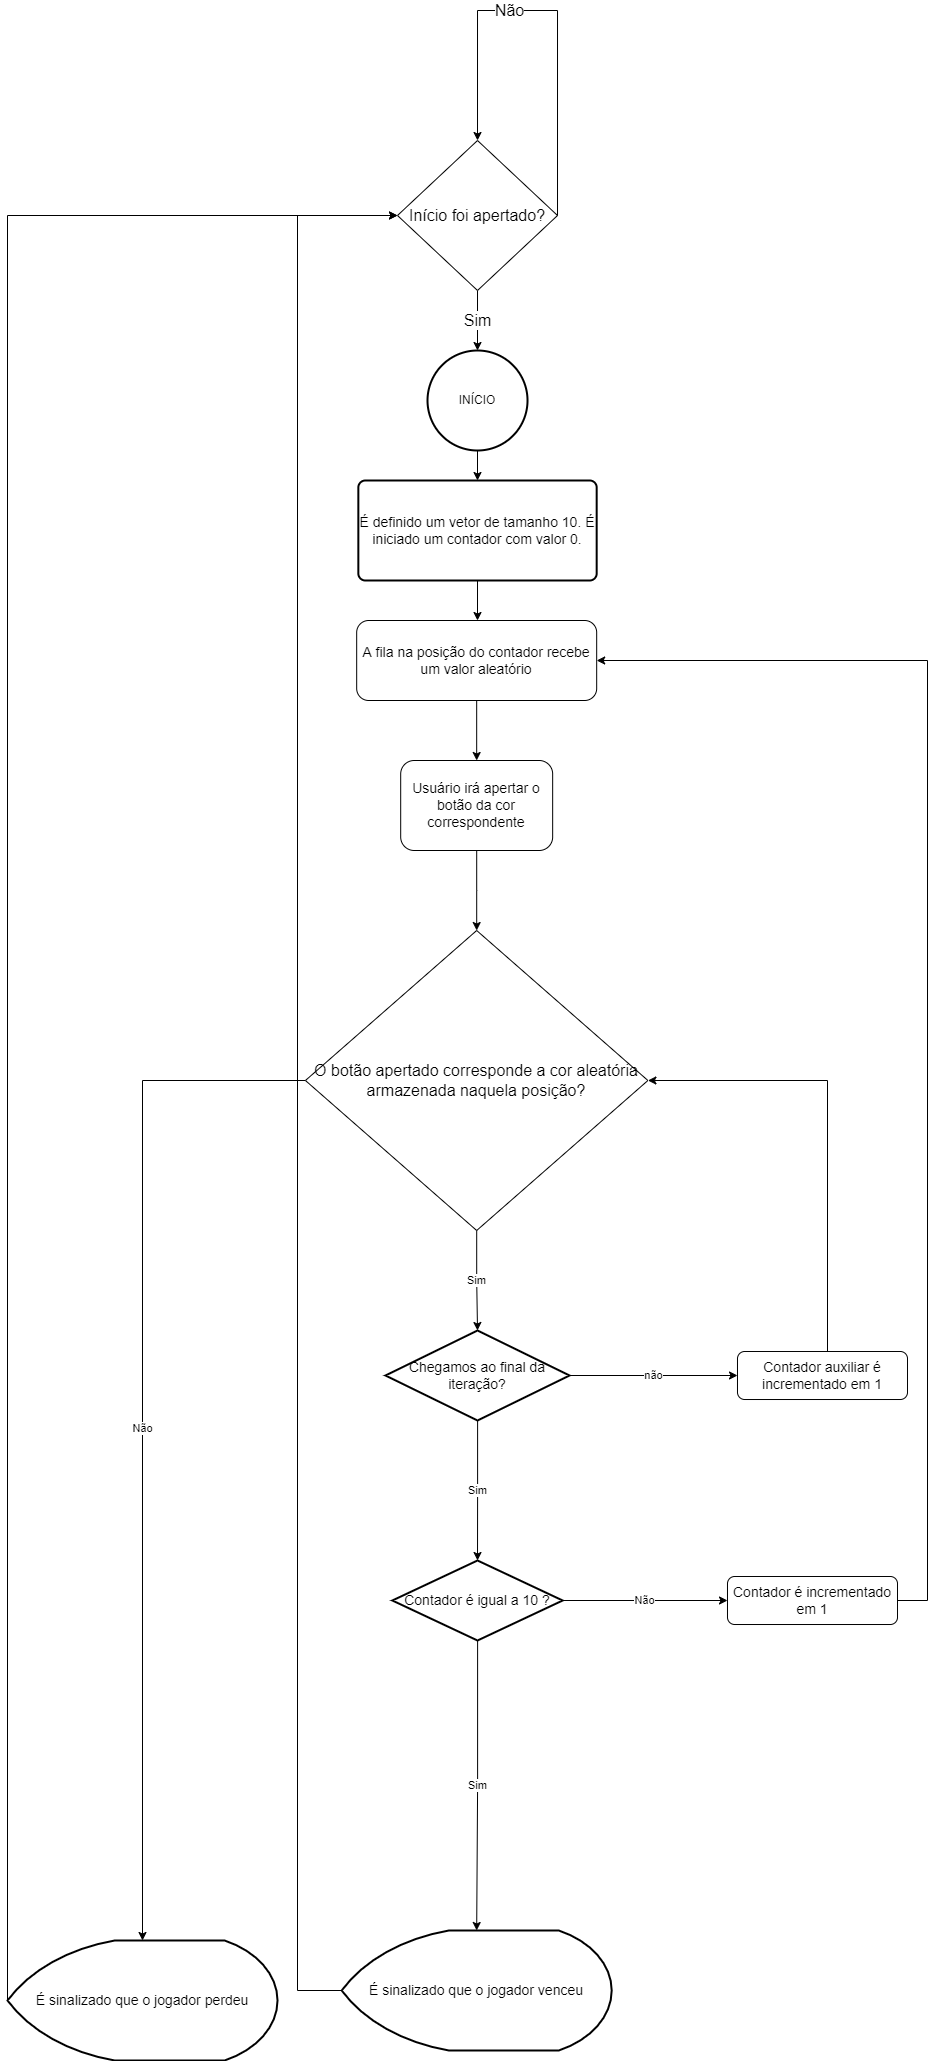 Não
Início foi apertado?
Sim
INÍCIO
É definido um vetor de tamanho 10. É
iniciado um contador com valor 0.
A fila na posição do contador recebe
um valor aleatório
Usuário irá apertar o
botão da cor
correspondente
O botão apertado corresponde a cor aleatória
armazenada naquela posição?
Sim
Chegamos ao final da
iteração?
não
Contador auxiliar é
incrementado em 1
Não
Sim
Contador é igual a 10 ?
Não
Contador é incrementado
em 1
Sim
É sinalizado que o jogador perdeu
É sinalizado que o jogador venceu